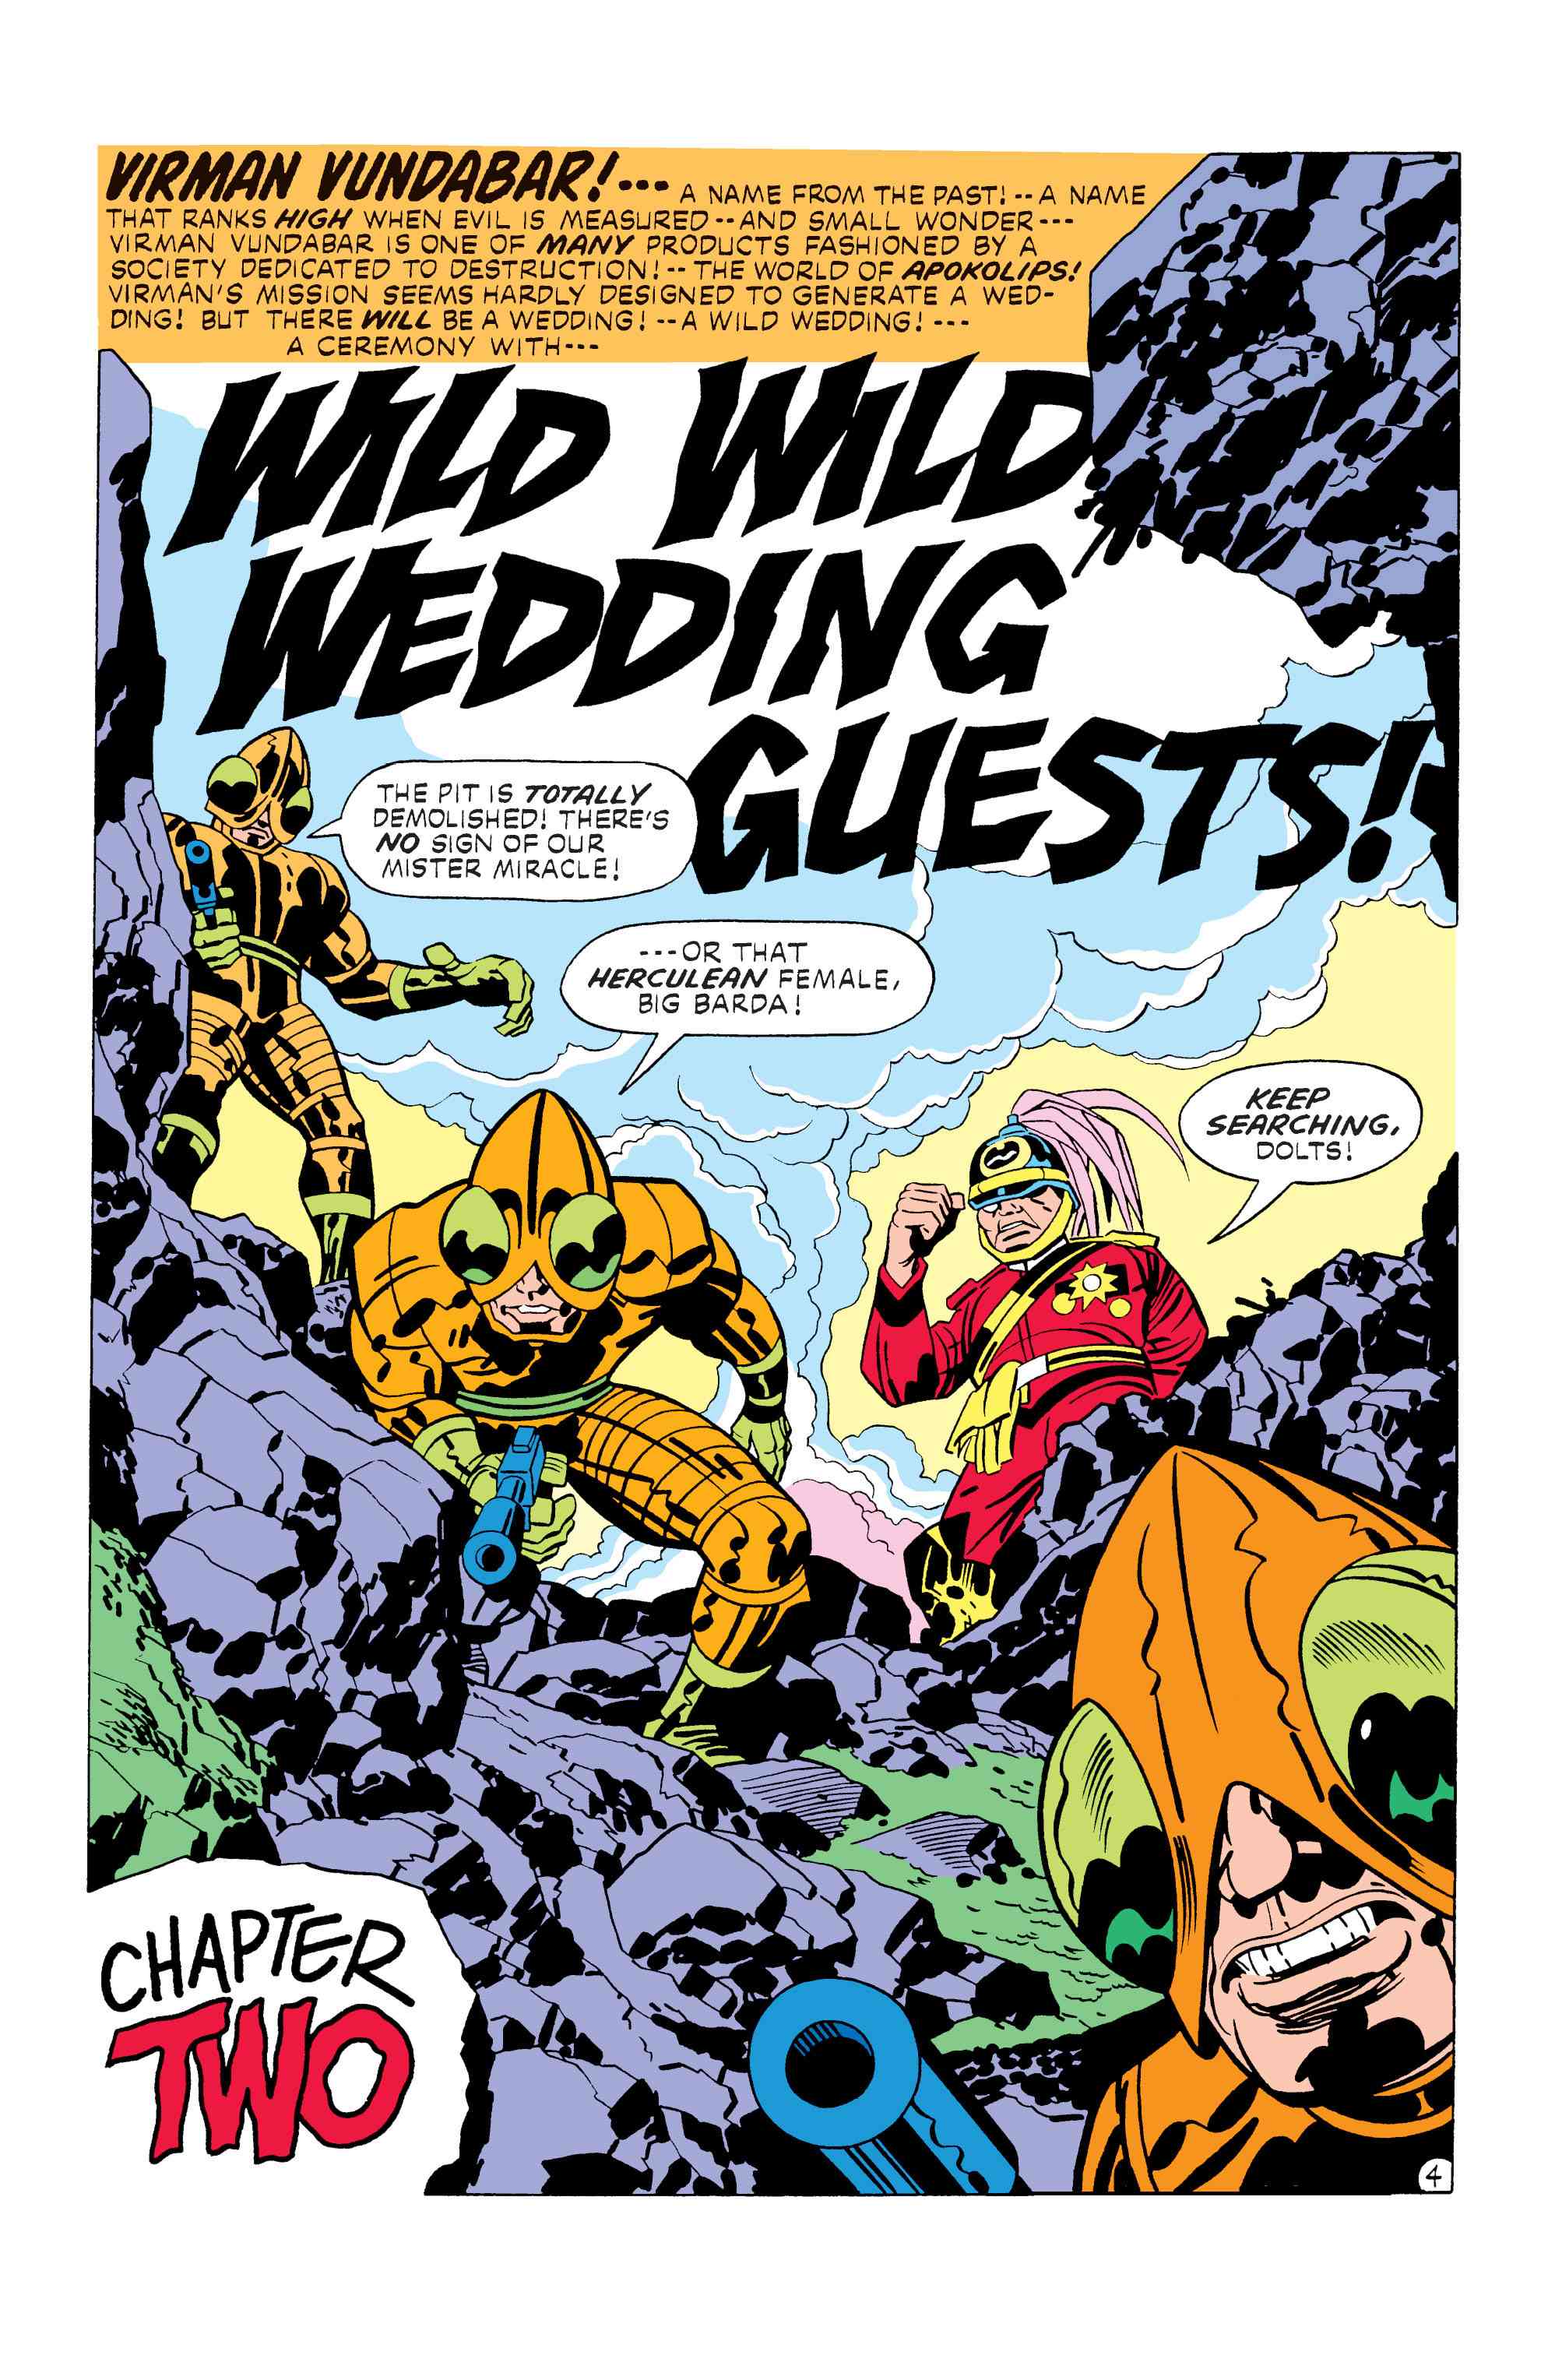 VIRMAN VUNDABAR!--- A NAME FROM THE PAST!--A NAME
THAT RANKS HIGH WHEN EVIL IS MEASURED--AND SMALL WONDER---
VIRMAN VUNDABAR IS ONE OF MANY PRODUCTS FASHIONED BY A
SOCIETY DEDICATED TO DESTRUCTION!--THE WORLD OF APOKOLIPS!
VIRMAN'S MISSION SEEMS HARDLY DESIGNED TO GENERATE A WED-
DING! BUT THERE WILL BE A WEDDING!--A WILD WEDDING!---
A CEREMONY WITH---
WILD WILD
WEDDING
GUESTS!
THE PIT IS TOTALLY
DEMOLISHED! THERE'S
NO SIGN OF OUR
MISTER MIRACLE!
---OR THAT
HERCULEAN FEMALE,
BIG BARDA!
KEEP
SEARCHING,
DOLTS!
CHAPTER
TWO
4